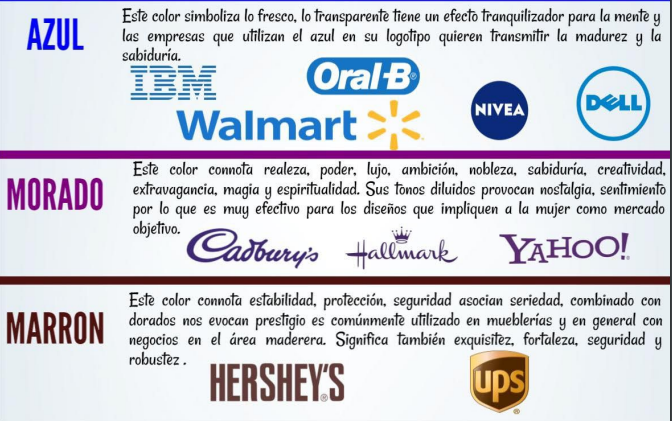 AZUL
Este color simboliza lo fresco, lo transparente tiene un efecto tranquilizador para la mente y
las empresas que utilizan el azul en su logotipo quieren transmitir la madurez y la
sabiduría.
IBM
Oral-B
Walmart
NIVEA
DELL
MORADO
Este color connota realeza, poder, lujo, ambición, nobleza, sabiduría, creatividad,
extravagancia, magia y espiritualidad. Sus tonos diluidos provocan nostalgia, sentimiento
por lo que es muy efectivo para los diseños que impliquen a la mujer como mercado
objetivo.
Cadbury's
Hallmark
YAHOO!
MARRON
Este color connota estabilidad, protección, seguridad asocian seriedad, combinado con
dorados nos evocan prestigio es comúnmente utilizado en mueblerías y en general con
negocios en el área maderera. Significa también exquisitez, fortaleza, seguridad y
robustez .
HERSHEY'S
ups